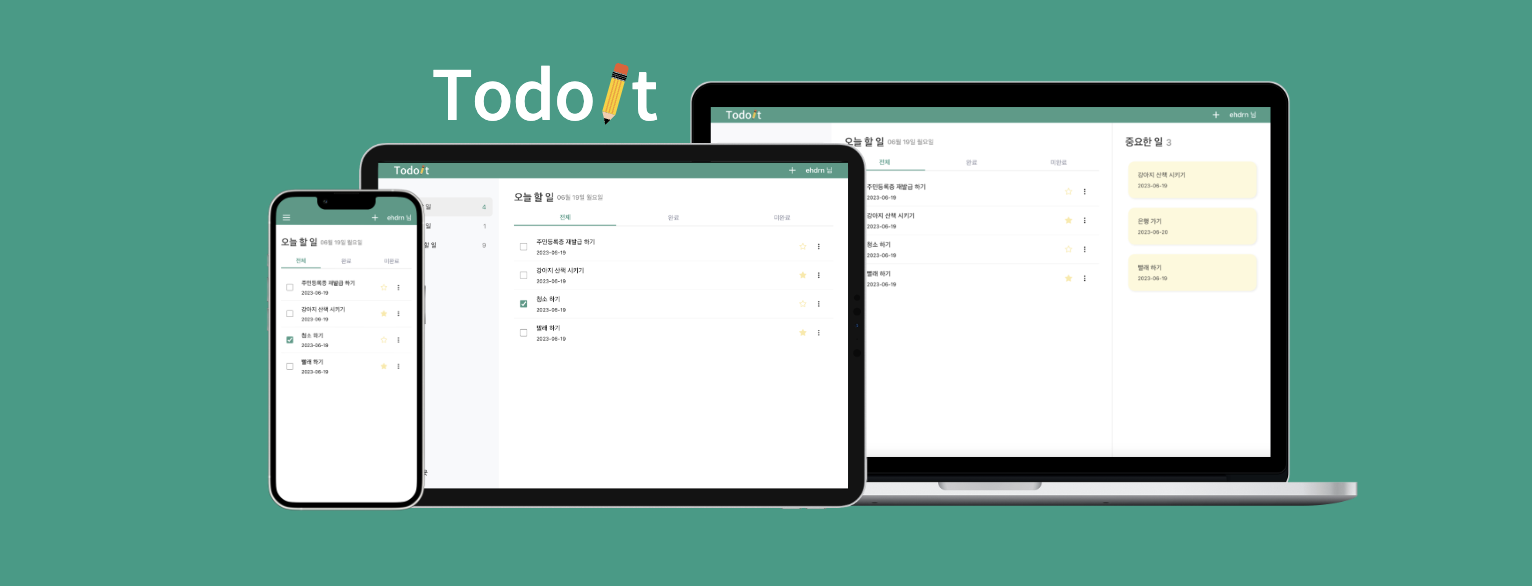 Todo it
Todo it
+ ehdrn 님
오늘 할 일 06월 19일 월요일
전체 완료 미완료
주민등록증 재발급 하기
2023-06-19
강아지 산책 시키기
2023-06-19
청소 하기
2023-06-19
빨래 하기
2023-06-19
중요한 일 3
강아지 산책 시키기
2023-06-19
은행 가기
2023-06-20
빨래 하기
2023-06-19
Todo it
+ ehdrn 님
일 4
일 1
할 일 9
오늘 할 일 06월 19일 월요일
전체 완료 미완료
주민등록증 재발급 하기
2023-06-19
강아지 산책 시키기
2023-06-19
청소 하기
2023-06-19
빨래 하기
2023-06-19
+ ehdrn 님
오늘 할 일 06월 19일 월요일
전체 완료 미완료
주민등록증 재발급 하기
2023-06-19
강아지 산책 시키기
2023-06-19
청소 하기
2023-06-19
빨래 하기
2023-06-19